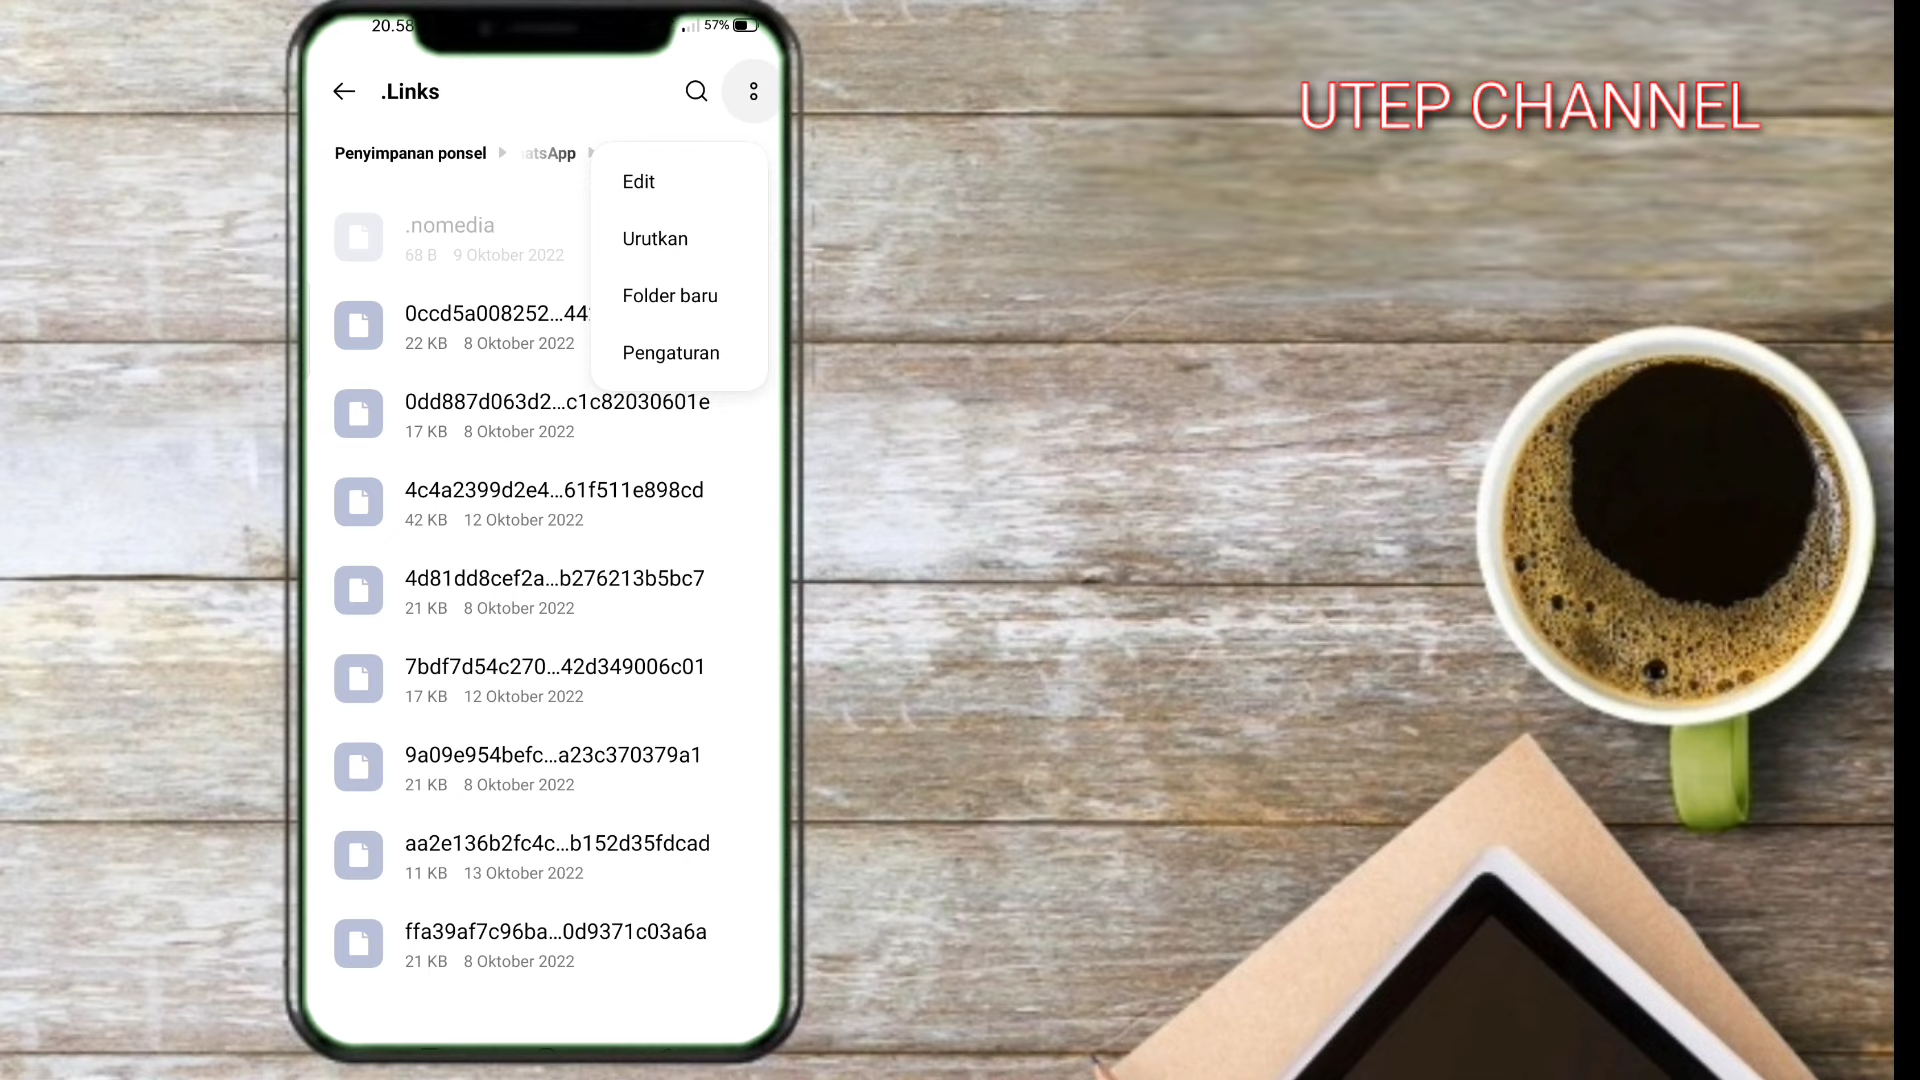 20.58
57%
.Links
UTEP CHANNEL
Penyimpanan ponsel
atsApp
Edit
Urutkan
Folder baru
Pengaturan
.nomedia
68 B 9 Oktober 2022
0ccd5a008252...44
22 KB 8 Oktober 2022
0dd887d063d2...c1c82030601e
17 KB 8 Oktober 2022
4c4a2399d2e4...61f511e898cd
42 KB 12 Oktober 2022
4d81dd8cef2a...b276213b5bc7
21 KB 8 Oktober 2022
7bdf7d54c270...42d349006c01
17 KB 12 Oktober 2022
9a09e954befc...a23c370379a1
21 KB 8 Oktober 2022
aa2e136b2fc4c...b152d35fdcad
11 KB 13 Oktober 2022
ffa39af7c96ba...0d9371c03a6a
21 KB 8 Oktober 2022